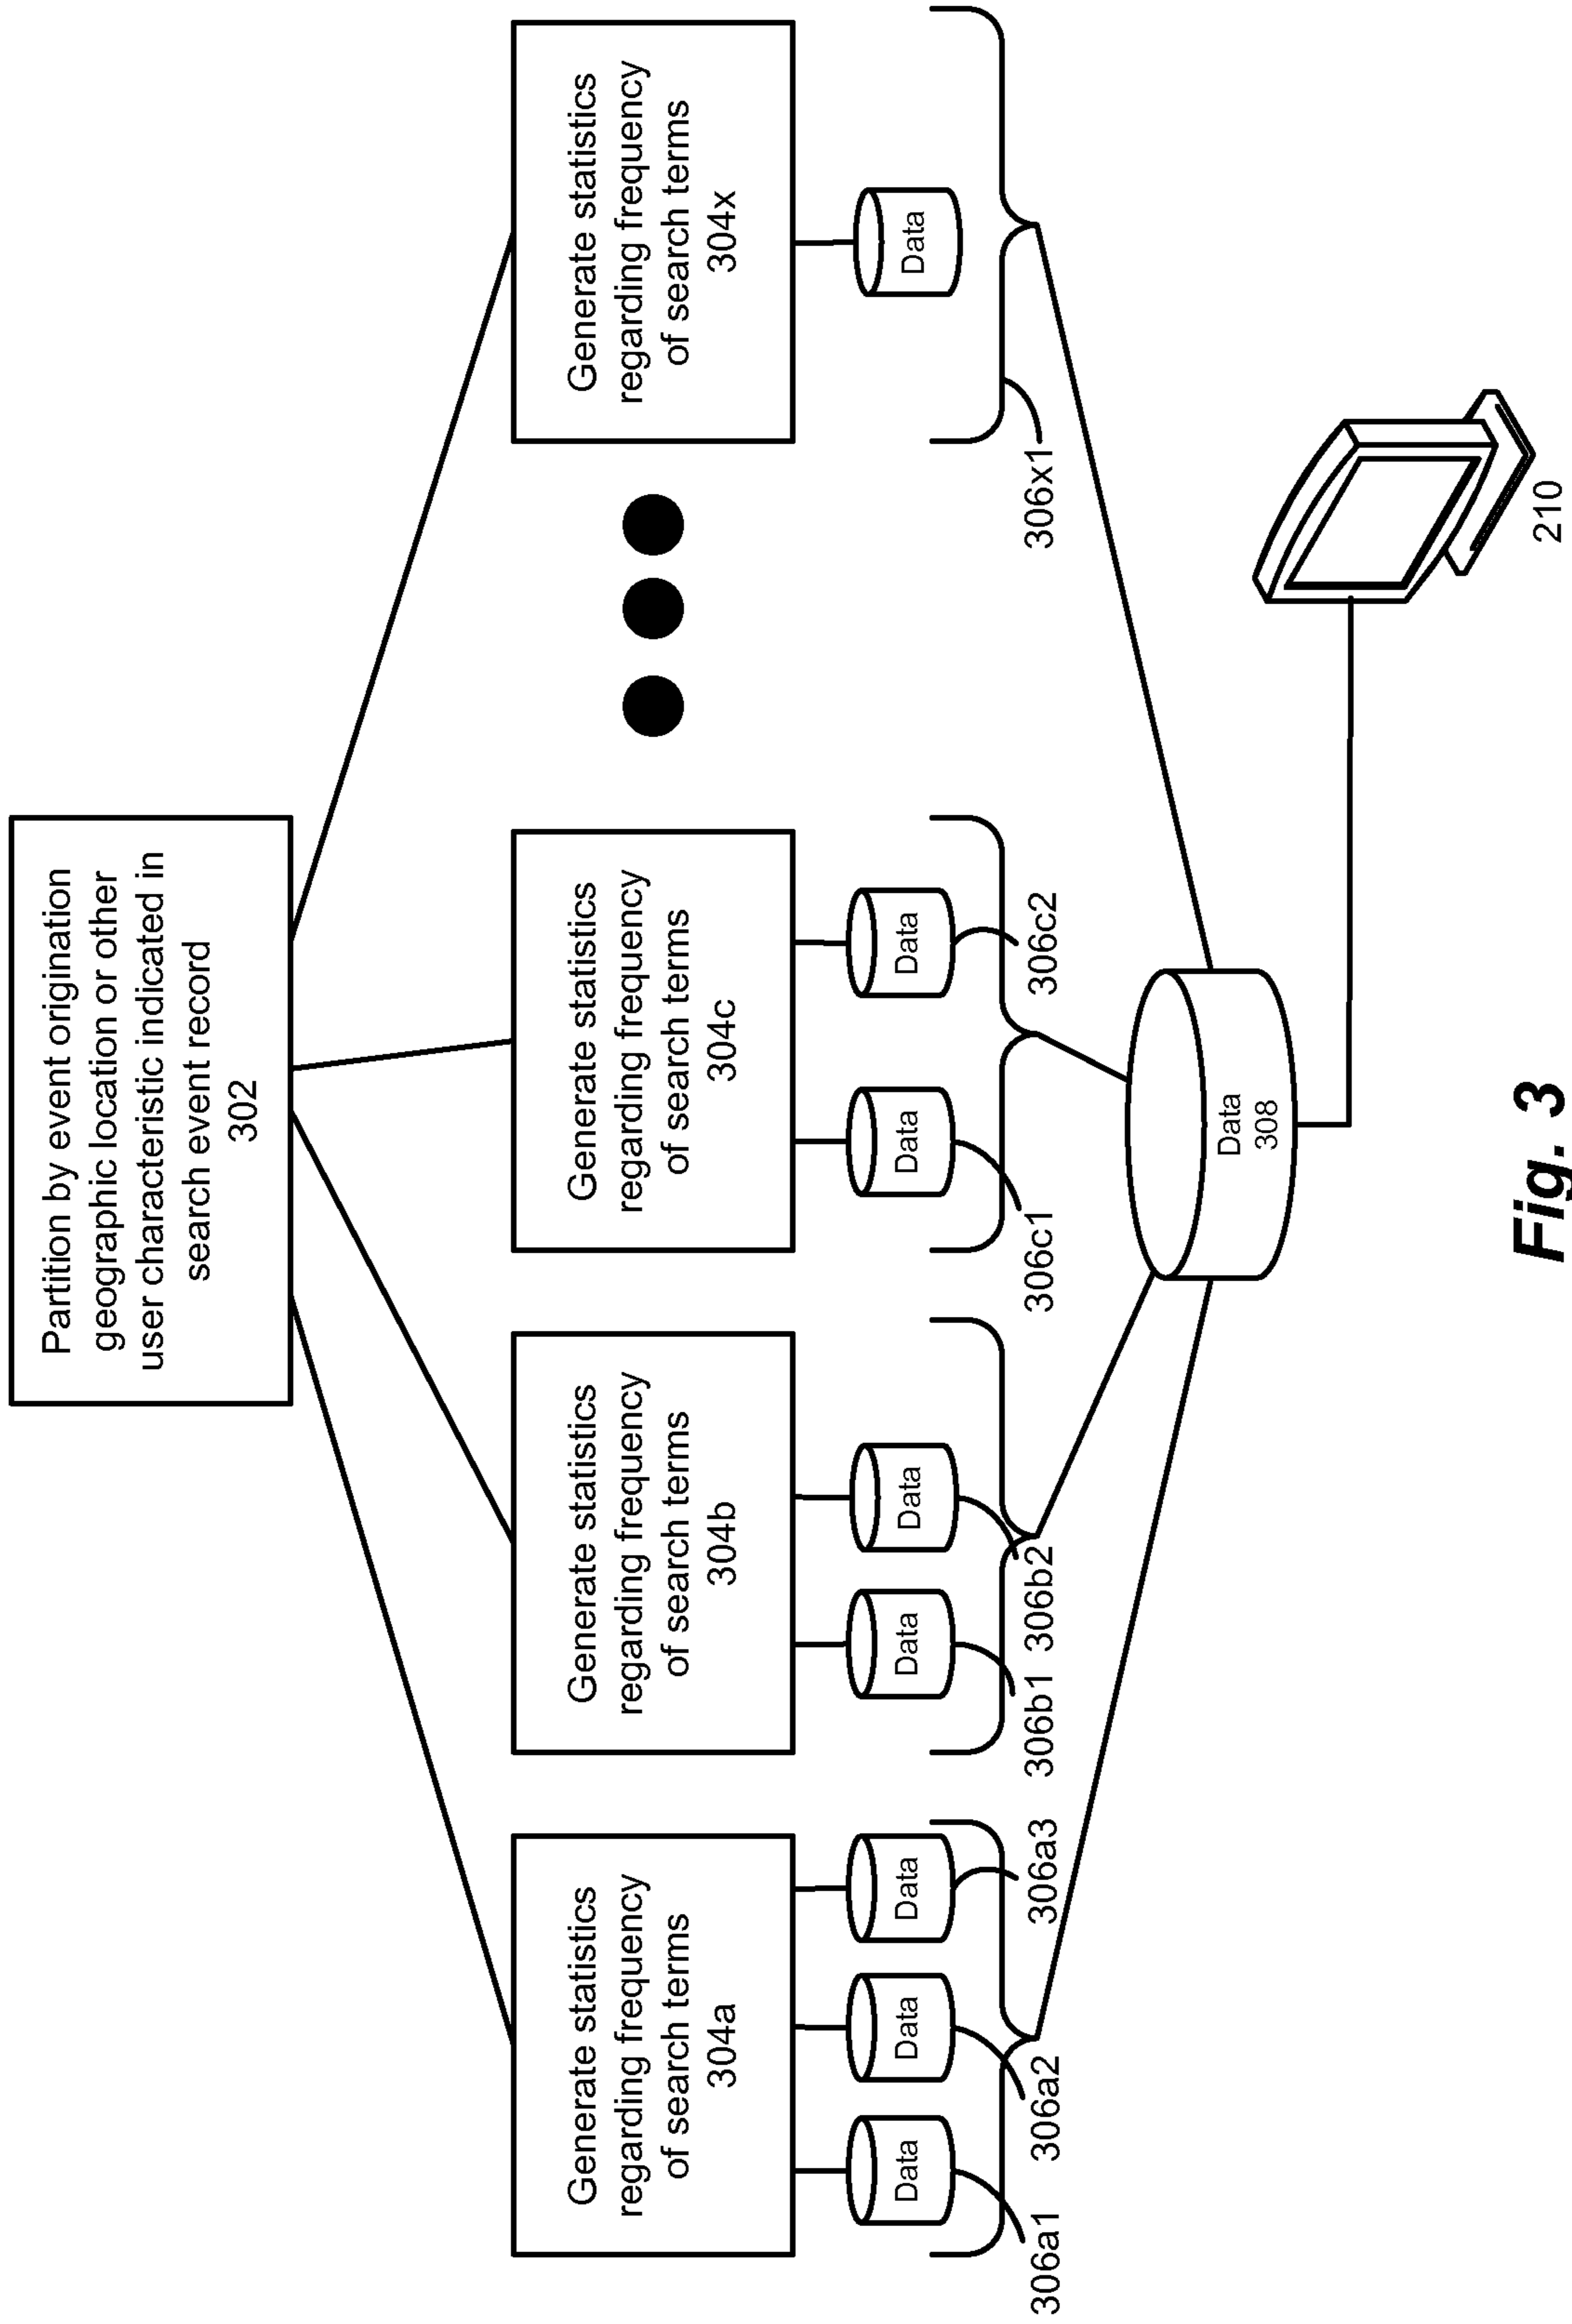 Partition by event origination
geographic location or other
user characteristic indicated in
search event record
302
Generate statistics
regarding frequency
of search terms
304a
Generate statistics
regarding frequency
of search terms
304b
Generate statistics
regarding frequency
of search terms
304c
Generate statistics
regarding frequency
of search terms
304x
Data
Data
Data
Data
Data
Data
Data
Data
306a1
306a2
306a3
306b1
306b2
306c1
306c2
306x1
Data
308
210
Fig. 3